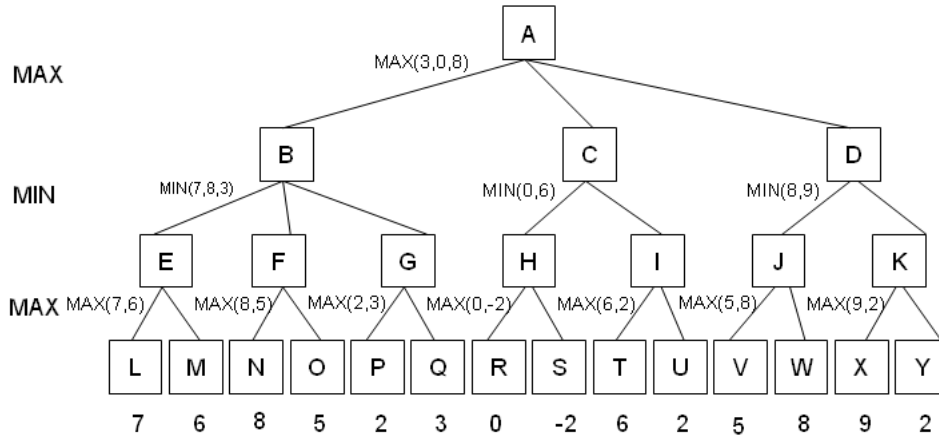 A
MAX(3,0,8)
MAX
B C D
MIN(7,8,3) MIN(0,6) MIN(8,9)
MIN
E F G H I J K
MAX MAX(7,6) MAX(8,5) MAX(2,3) MAX(0,-2) MAX(6,2) MAX(5,8) MAX(9,2)
L M N O P Q R S T U V W X Y
7 6 8 5 2 3 0 -2 6 2 5 8 9 2